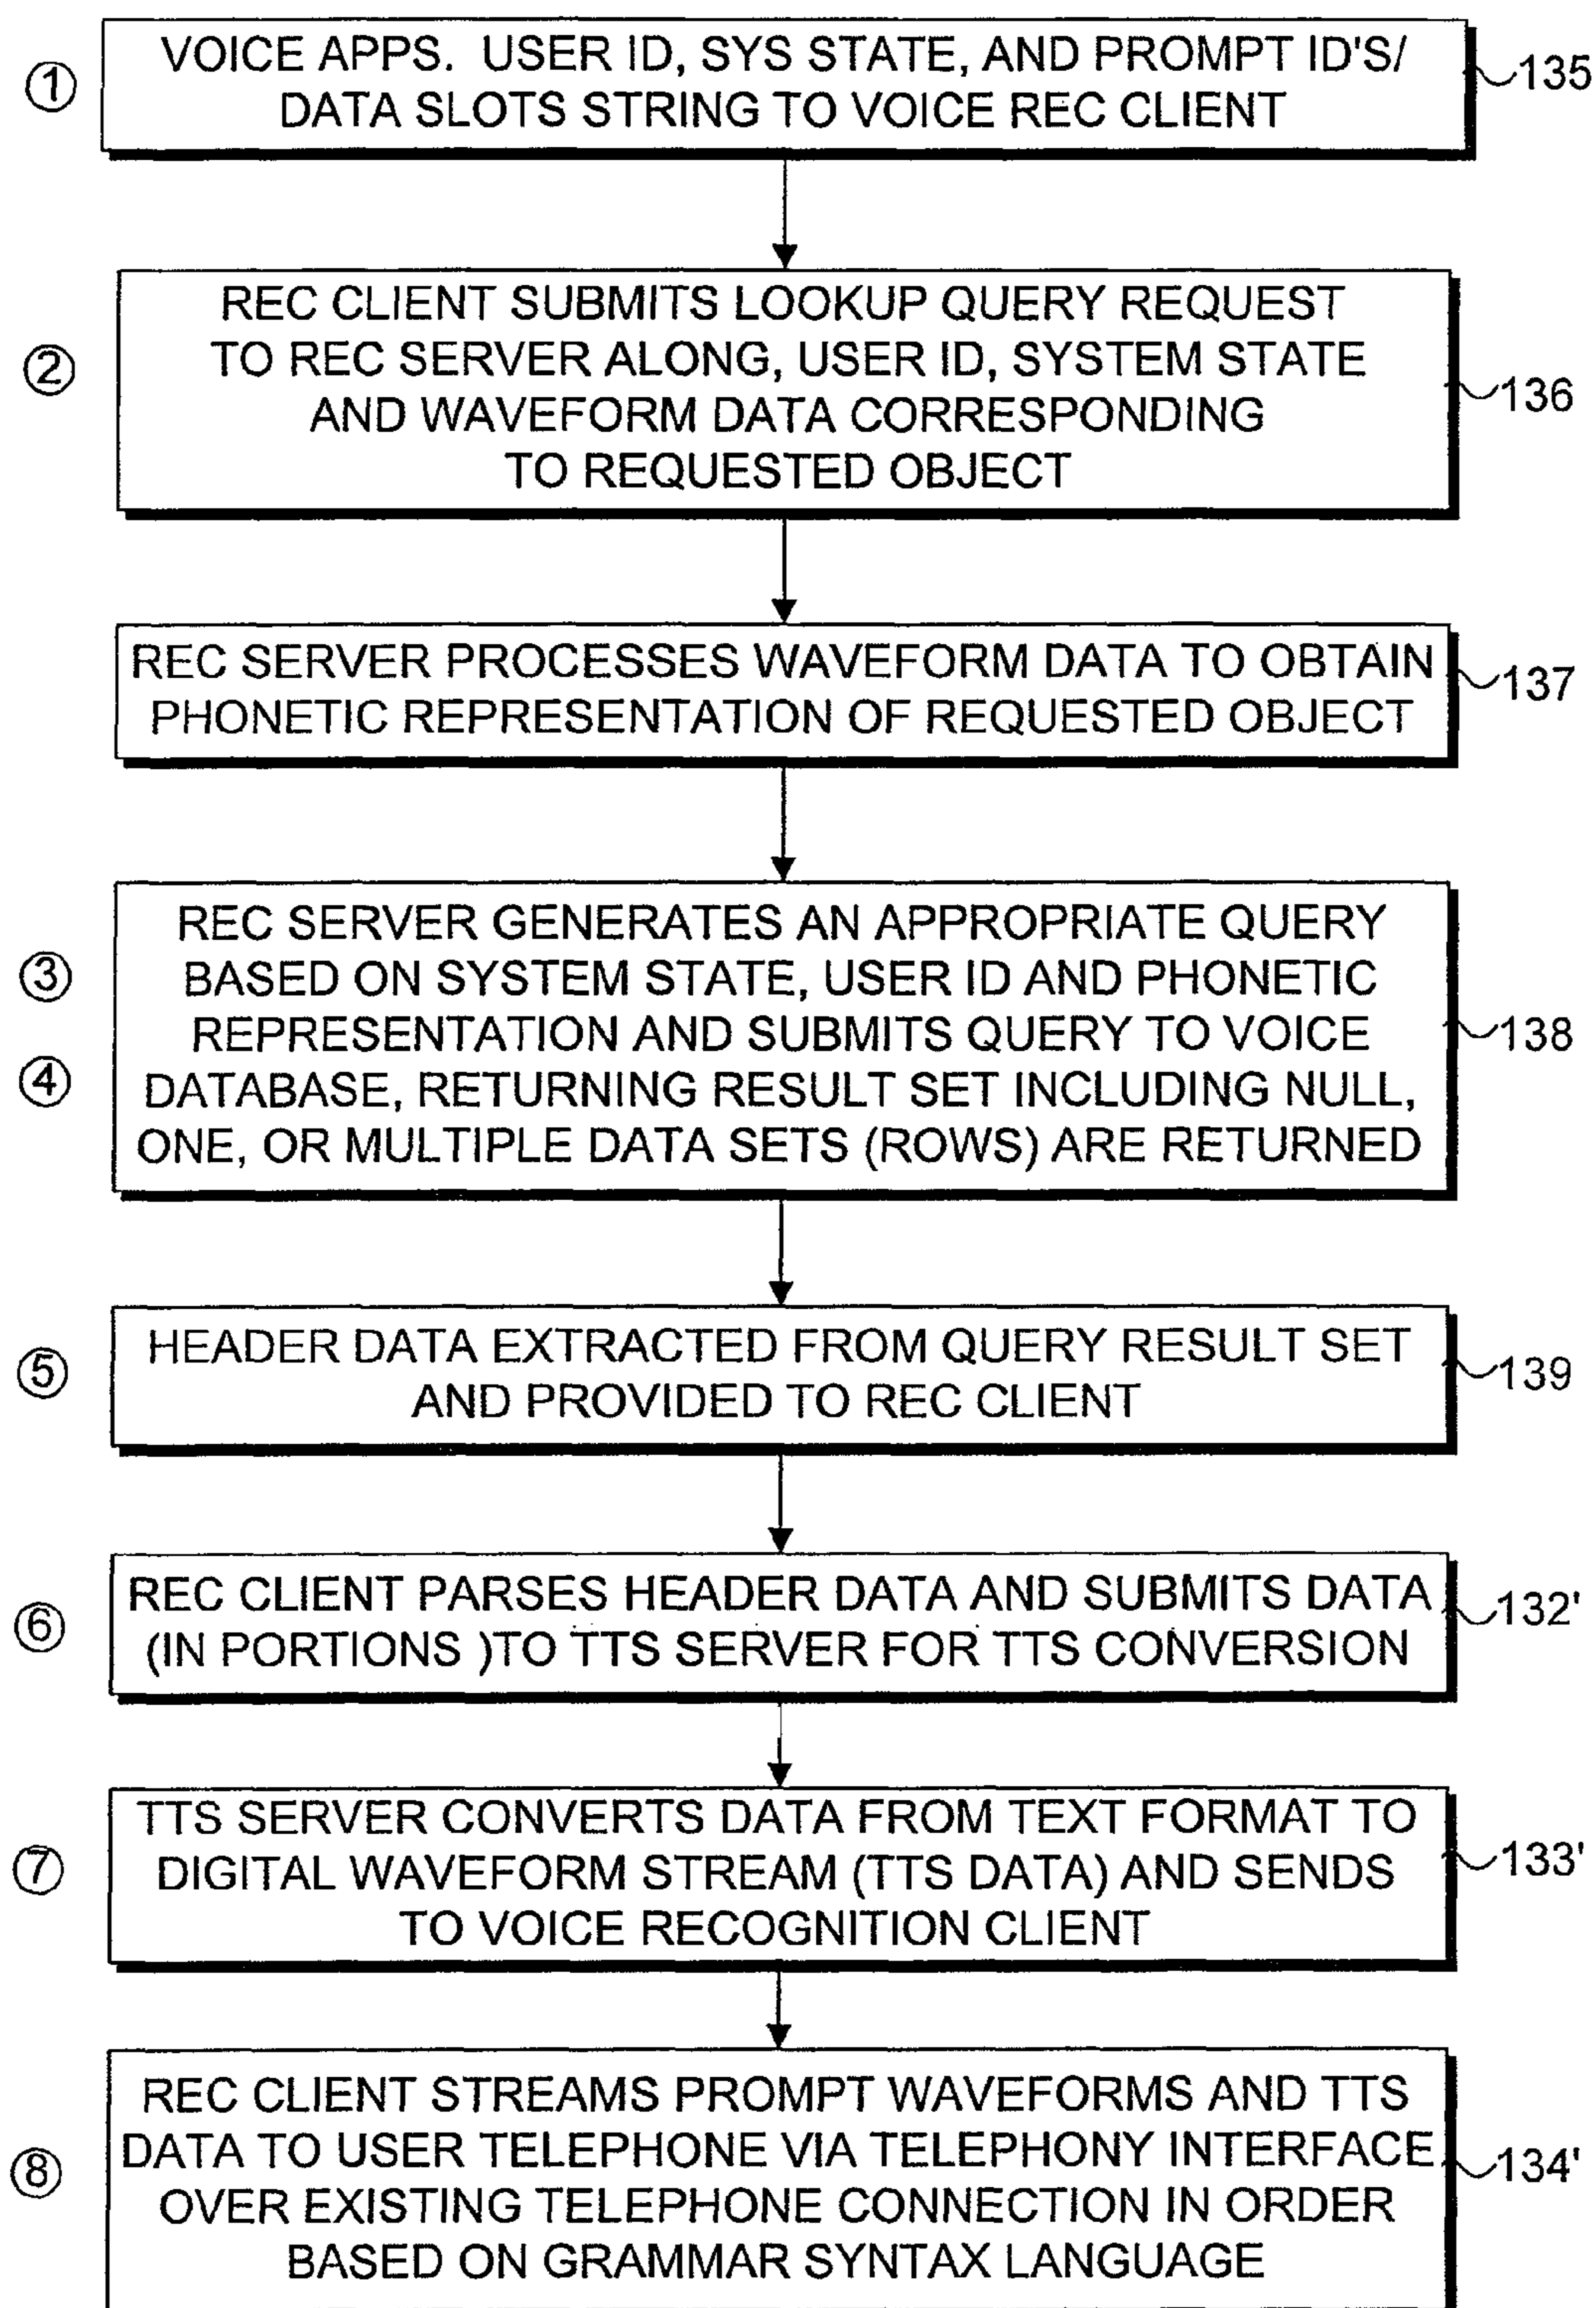 ① VOICE APPS. USER ID, SYS STATE, AND PROMPT ID'S/ 135
DATA SLOTS STRING TO VOICE REC CLIENT
REC CLIENT SUBMITS LOOKUP QUERY REQUEST
② TO REC SERVER ALONG, USER ID, SYSTEM STATE
AND WAVEFORM DATA CORRESPONDING 136
TO REQUESTED OBJECT
REC SERVER PROCESSES WAVEFORM DATA TO OBTAIN 137
PHONETIC REPRESENTATION OF REQUESTED OBJECT
REC SERVER GENERATES AN APPROPRIATE QUERY
③ BASED ON SYSTEM STATE, USER ID AND PHONETIC
REPRESENTATION AND SUBMITS QUERY TO VOICE 138
④ DATABASE, RETURNING RESULT SET INCLUDING NULL,
ONE, OR MULTIPLE DATA SETS (ROWS) ARE RETURNED
⑤ HEADER DATA EXTRACTED FROM QUERY RESULT SET 139
AND PROVIDED TO REC CLIENT
⑥ REC CLIENT PARSES HEADER DATA AND SUBMITS DATA 132'
(IN PORTIONS )TO TTS SERVER FOR TTS CONVERSION
TTS SERVER CONVERTS DATA FROM TEXT FORMAT TO
⑦ DIGITAL WAVEFORM STREAM (TTS DATA) AND SENDS 133'
TO VOICE RECOGNITION CLIENT
REC CLIENT STREAMS PROMPT WAVEFORMS AND TTS
⑧ DATA TO USER TELEPHONE VIA TELEPHONY INTERFACE 134'
OVER EXISTING TELEPHONE CONNECTION IN ORDER
BASED ON GRAMMAR SYNTAX LANGUAGE